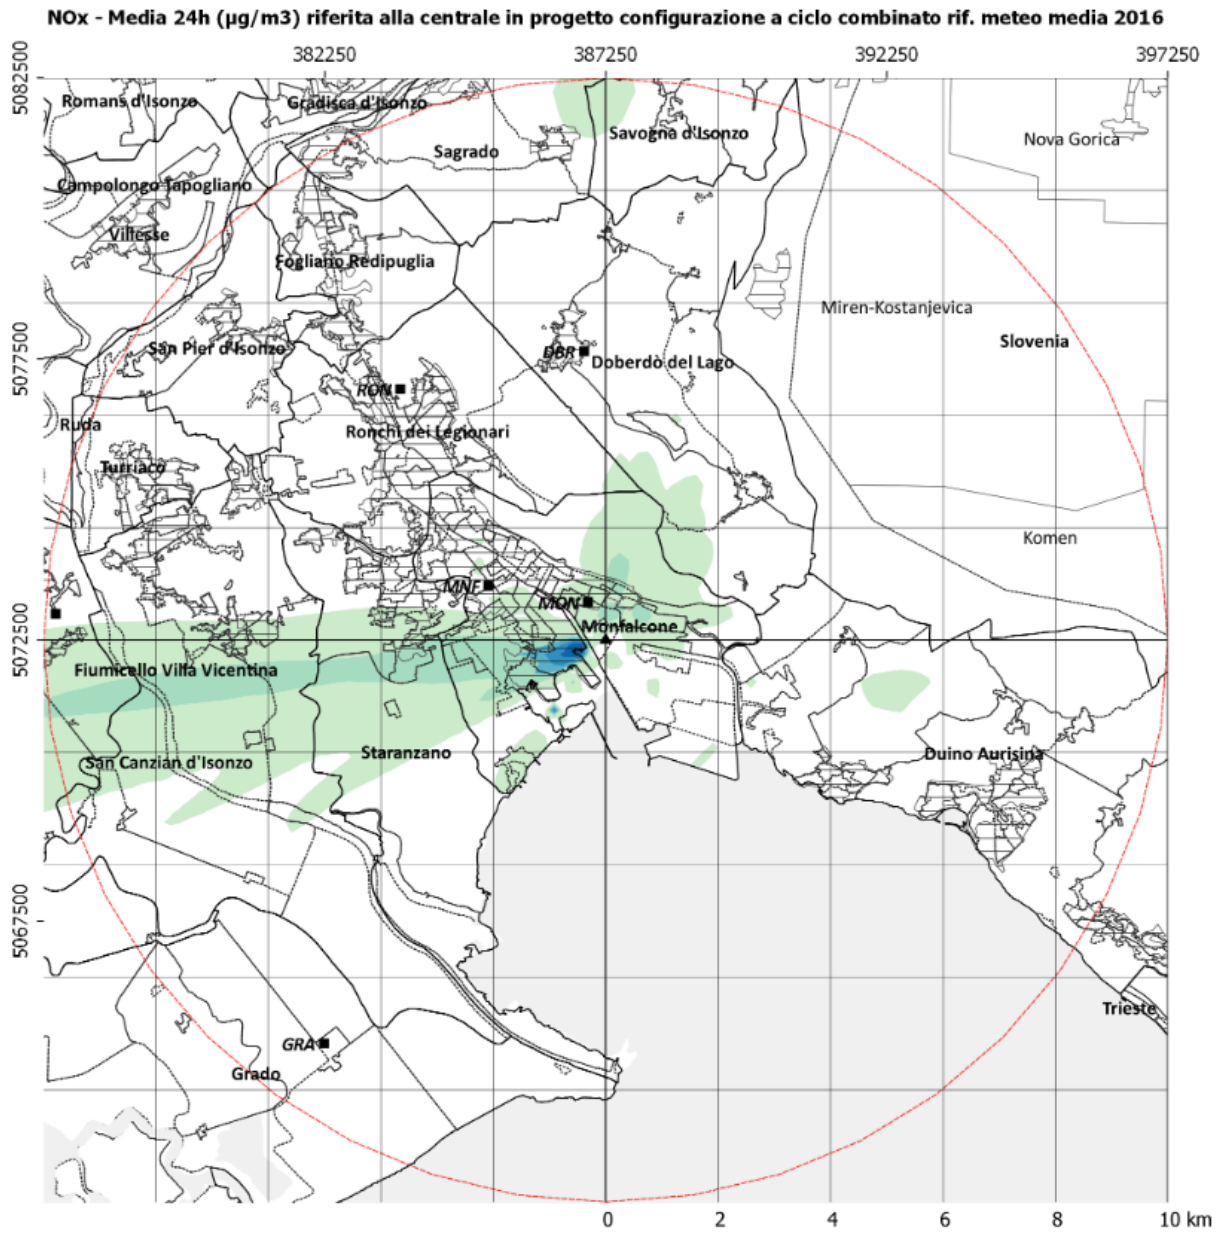 NOx - Media 24h (µg/m3) riferita alla centrale in progetto configurazione a ciclo combinato rif. meteo media 2016
382250 387250 392250 397250
5082500
Romans d'Isonzo
Gradisca d'Isonzo
Savogna d'Isonzo
Nova Gorica
Sagrado
Campolongo Tapogliano
Villesse
Fogliano Redipuglia
Miren-Kostanjevica
5077500
Slovenia
San Pier d'Isonzo
DBR
Doberdò del Lago
RON
Ruda
Ronchi dei Legionari
Turriaco
Komen
MNF
MON
Monfalcone
5072500
Fiumicello Villa Vicentina
Staranzano
Duino Aurisina
San Canzian d'Isonzo
5067500
Trieste
GRA
Grado
0 2 4 6 8 10 km